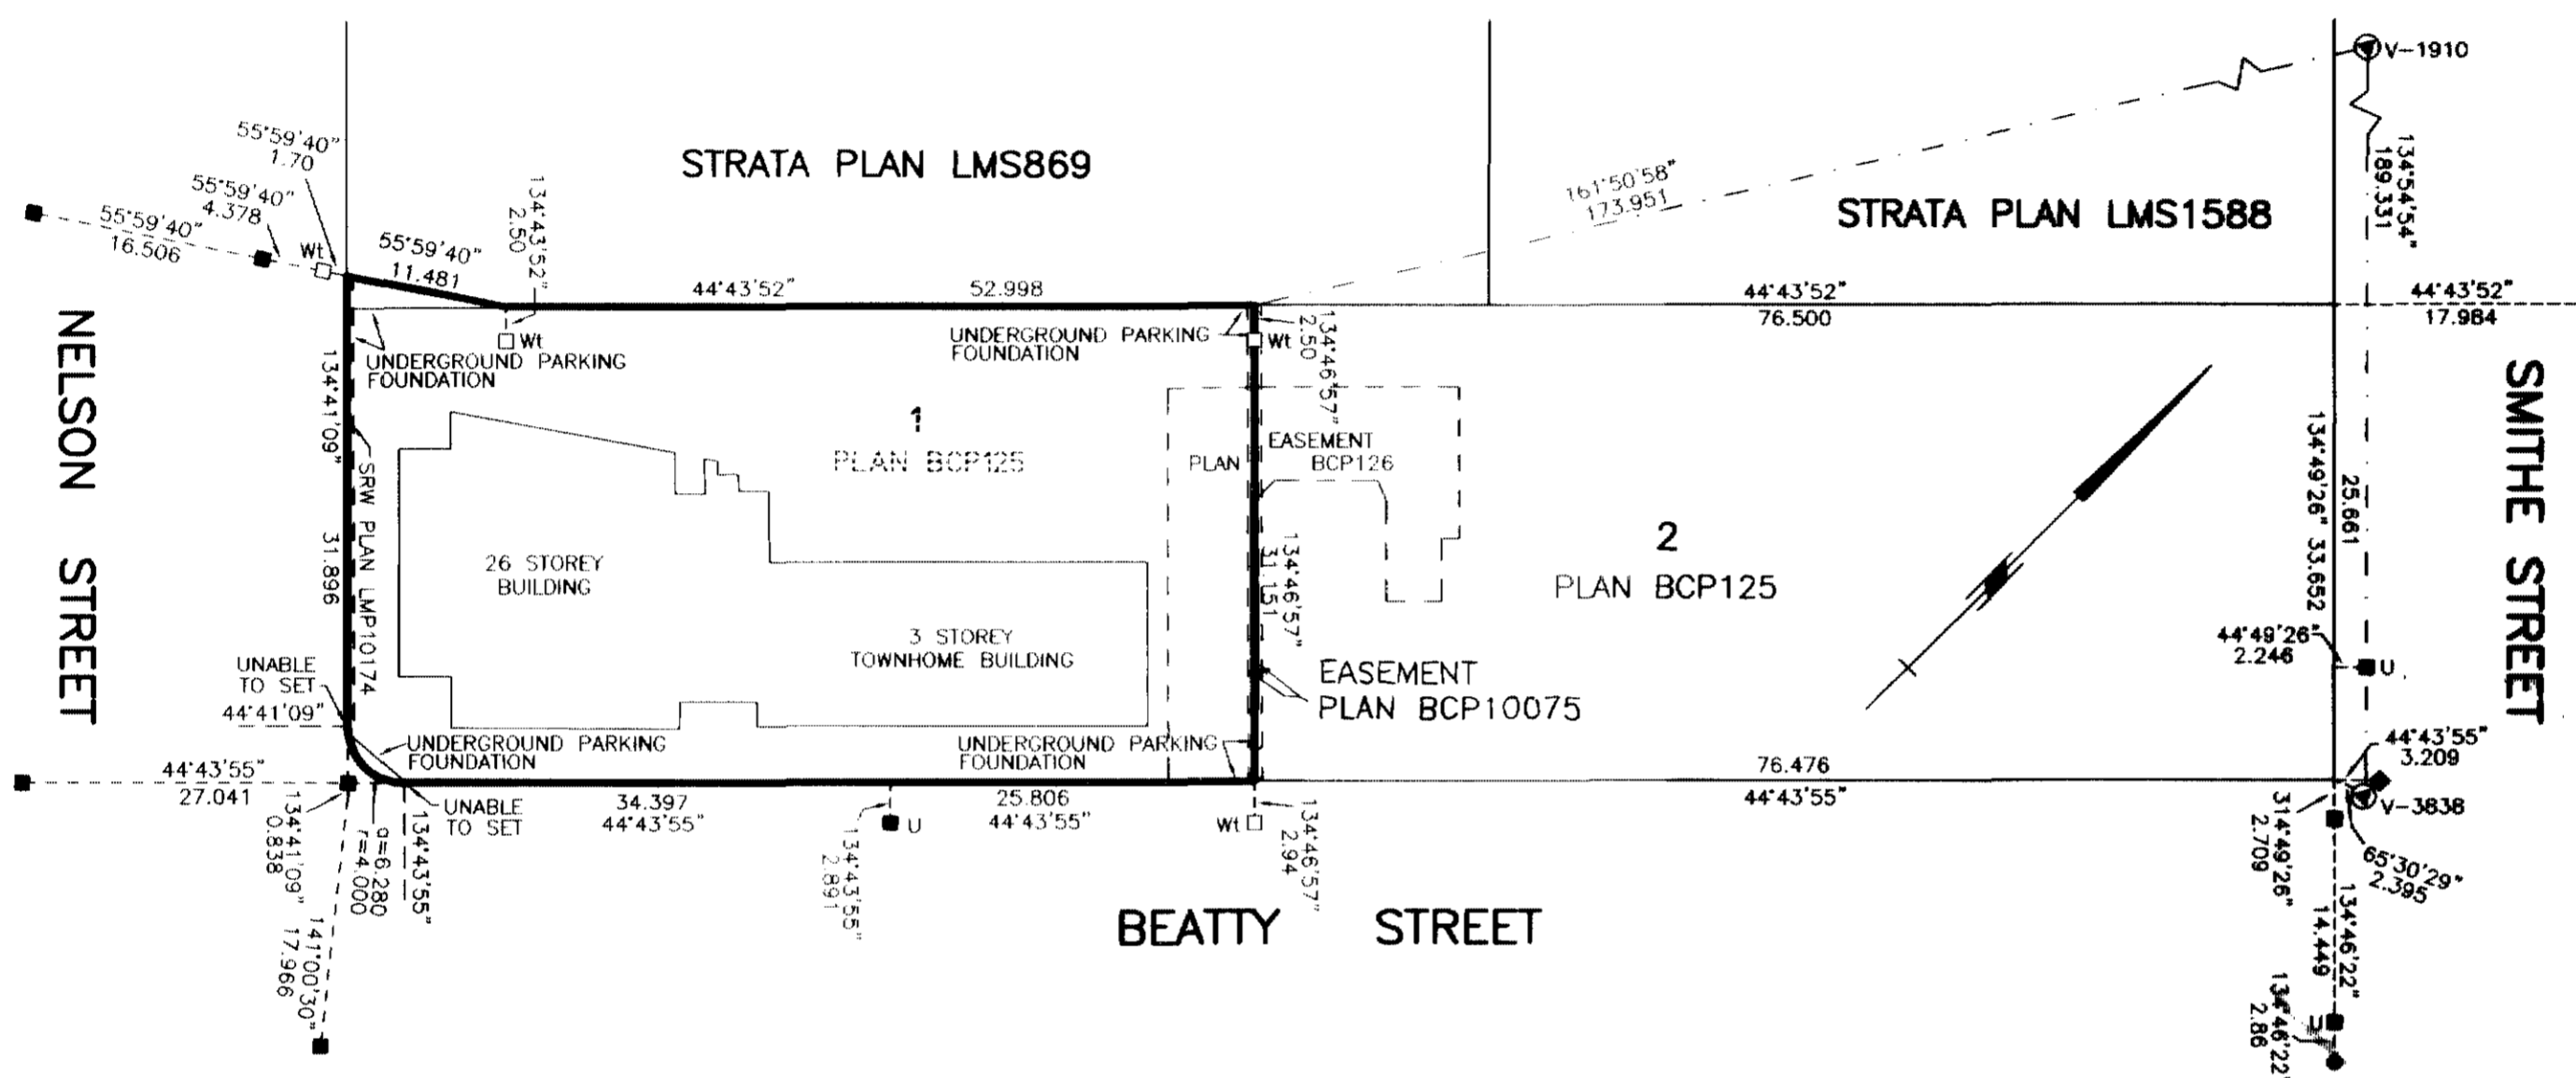 V-1910
55°59'40"
1.70
STRATA PLAN LMS869
134°54'54"
189.331
55°59'40"
4.378
134°43'52"
2.50
161°50'58"
173.951
STRATA PLAN LMS1588
55°59'40"
16.506
Wt
55°59'40"
11.481
44°43'52" 52.998
44°43'52"
76.500
44°43'52"
17.984
NELSON STREET
UNDERGROUND PARKING
FOUNDATION
Wt
UNDERGROUND PARKING
FOUNDATION
Wt
134°46'57"
2.50
SMITHE STREET
134°41'09" 31.896
SRW PLAN LMP10174
1
PLAN BCP125
PLAN
EASEMENT
BCP126
134°49'26" 33.652
25.661
26 STOREY
BUILDING
134°46'57"
31.151
2
PLAN BCP125
3 STOREY
TOWNHOME BUILDING
44°49'26"
2.246
U
UNABLE
TO SET
44°41'09"
EASEMENT
PLAN BCP10075
UNDERGROUND PARKING
FOUNDATION
UNDERGROUND PARKING
FOUNDATION
44°43'55"
3.209
44°43'55"
27.041
76.476
44°43'55"
UNABLE
TO SET
34.397
44°43'55"
U
25.806
44°43'55"
Wt
V-3838
134°41'09"
0.838
a=6.280
r=4.000
134°43'55"
134°43'55"
2.891
134°46'57"
2.94
314°49'26"
2.709
65°30'29"
2.395
141°00'30"
17.966
BEATTY STREET
134°46'22"
14.449
U
134°46'22"
2.86